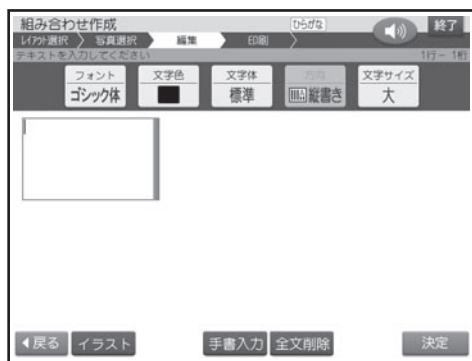 組み合わせ作成 ひらがな 終了
レイアウト選択 写真選択 編集 印刷
テキストを入力してください 1行- 1桁
フォント 文字色 文字体 方向 文字サイズ
ゴシック体 標準 縦書き 大
戻る イラスト 手書入力 全文削除 決定